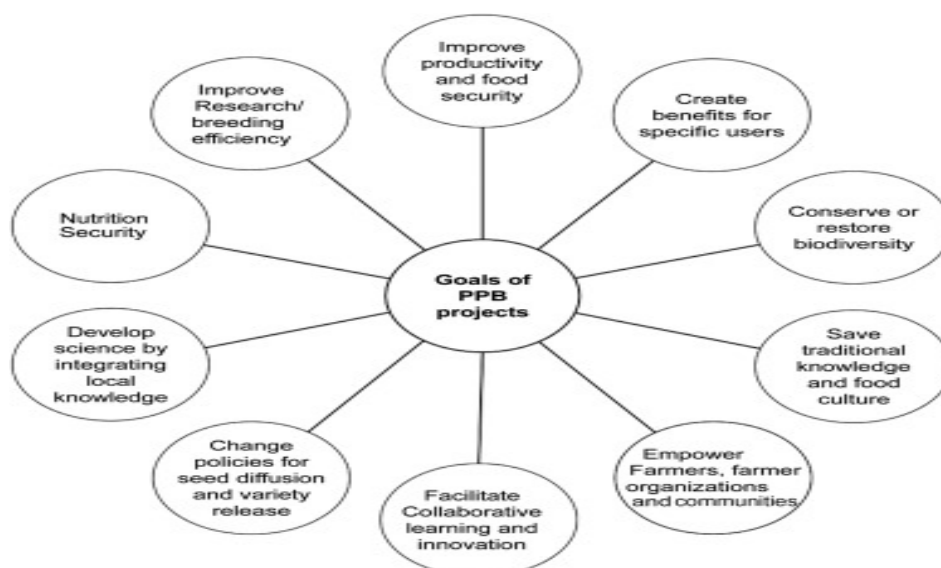 Improve
productivity
and food
security
Create
benefits for
specific users
Conserve or
restore
biodiversity
Save
traditional
knowledge
and food
culture
Empower
Farmers, farmer
organizations
and communities
Facilitate
Collaborative
learning and
innovation
Change
policies for
seed diffusion
and variety
release
Develop
science by
integrating
local
knowledge
Nutrition
Security
Improve
Research/
breeding
efficiency
Goals of
PPB
projects